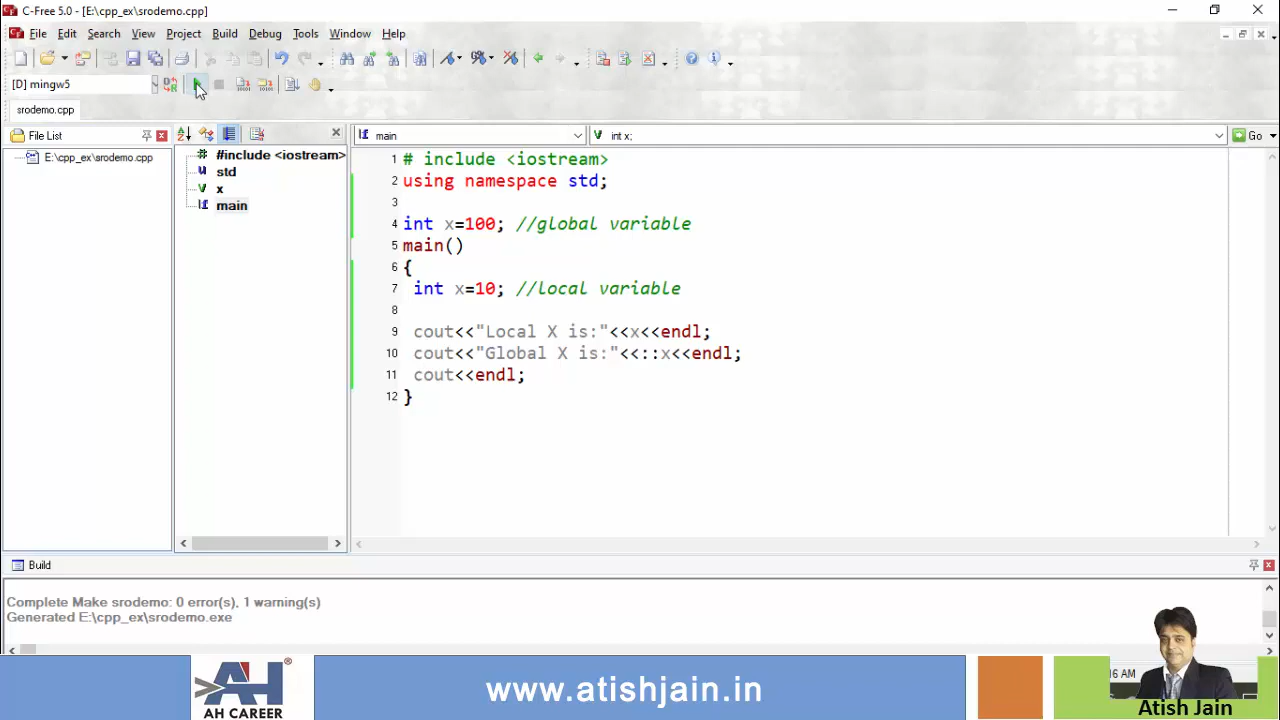 C-Free 5.0 - [E:\cpp_ex\srodemo.cpp]
File Edit Search View Project Build Debug Tools Window Help
[D] mingw5
srodemo.cpp
File List
main
int x;
Go
E:\cpp_ex\srodemo.cpp
#include <iostream>
std
x
main
1 # include <iostream>
2 using namespace std;
3
4 int x=100; //global variable
5 main()
6 {
7 int x=10; //local variable
8
9 cout<<"Local X is:"<<x<<endl;
10 cout<<"Global X is:"<<::x<<endl;
11 cout<<endl;
12 }
Build
Complete Make srodemo: 0 error(s), 1 warning(s)
Generated E:\cpp_ex\srodemo.exe
AH
®
AH CAREER
www.atishjain.in
16 AM
Atish Jain